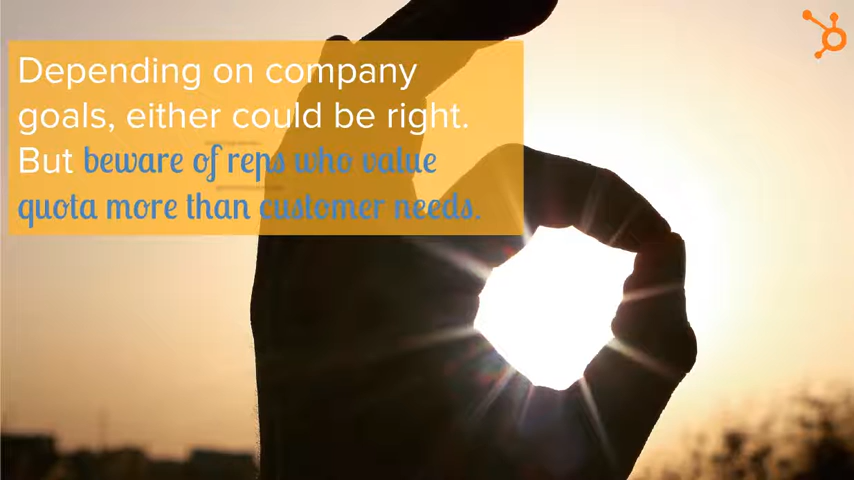 Depending on company
goals, either could be right.
But beware of reps who value
quota more than customer needs.